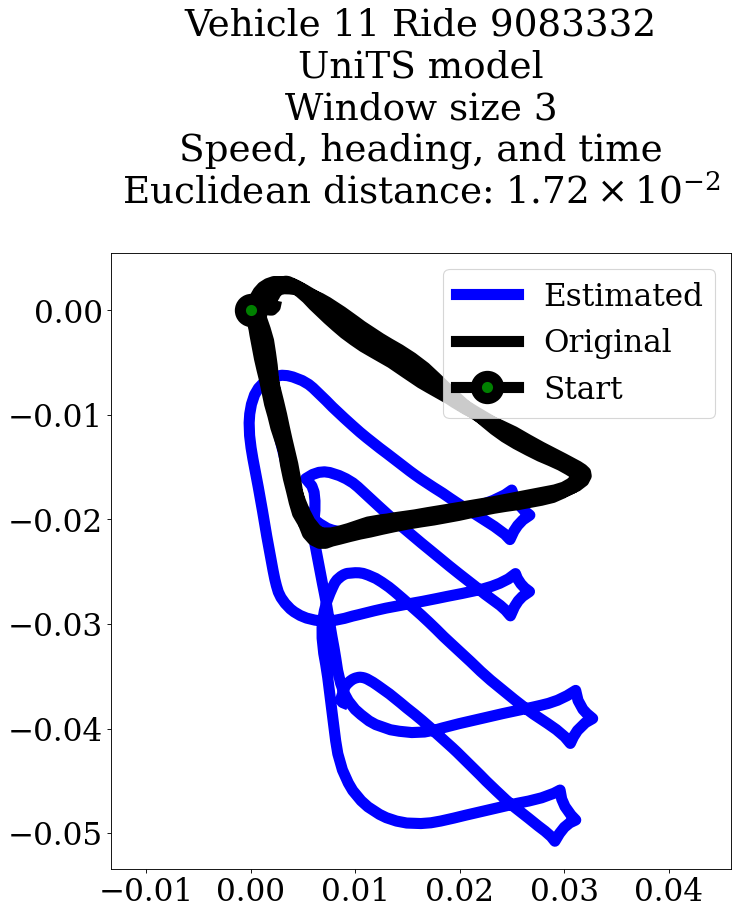 Vehicle 11 Ride 9083332
UniTS model
Window size 3
Speed, heading, and time
Euclidean distance: 1.72 × 10⁻²
Estimated
Original
Start
0.00
−0.01
−0.02
−0.03
−0.04
−0.05
−0.01 0.00 0.01 0.02 0.03 0.04